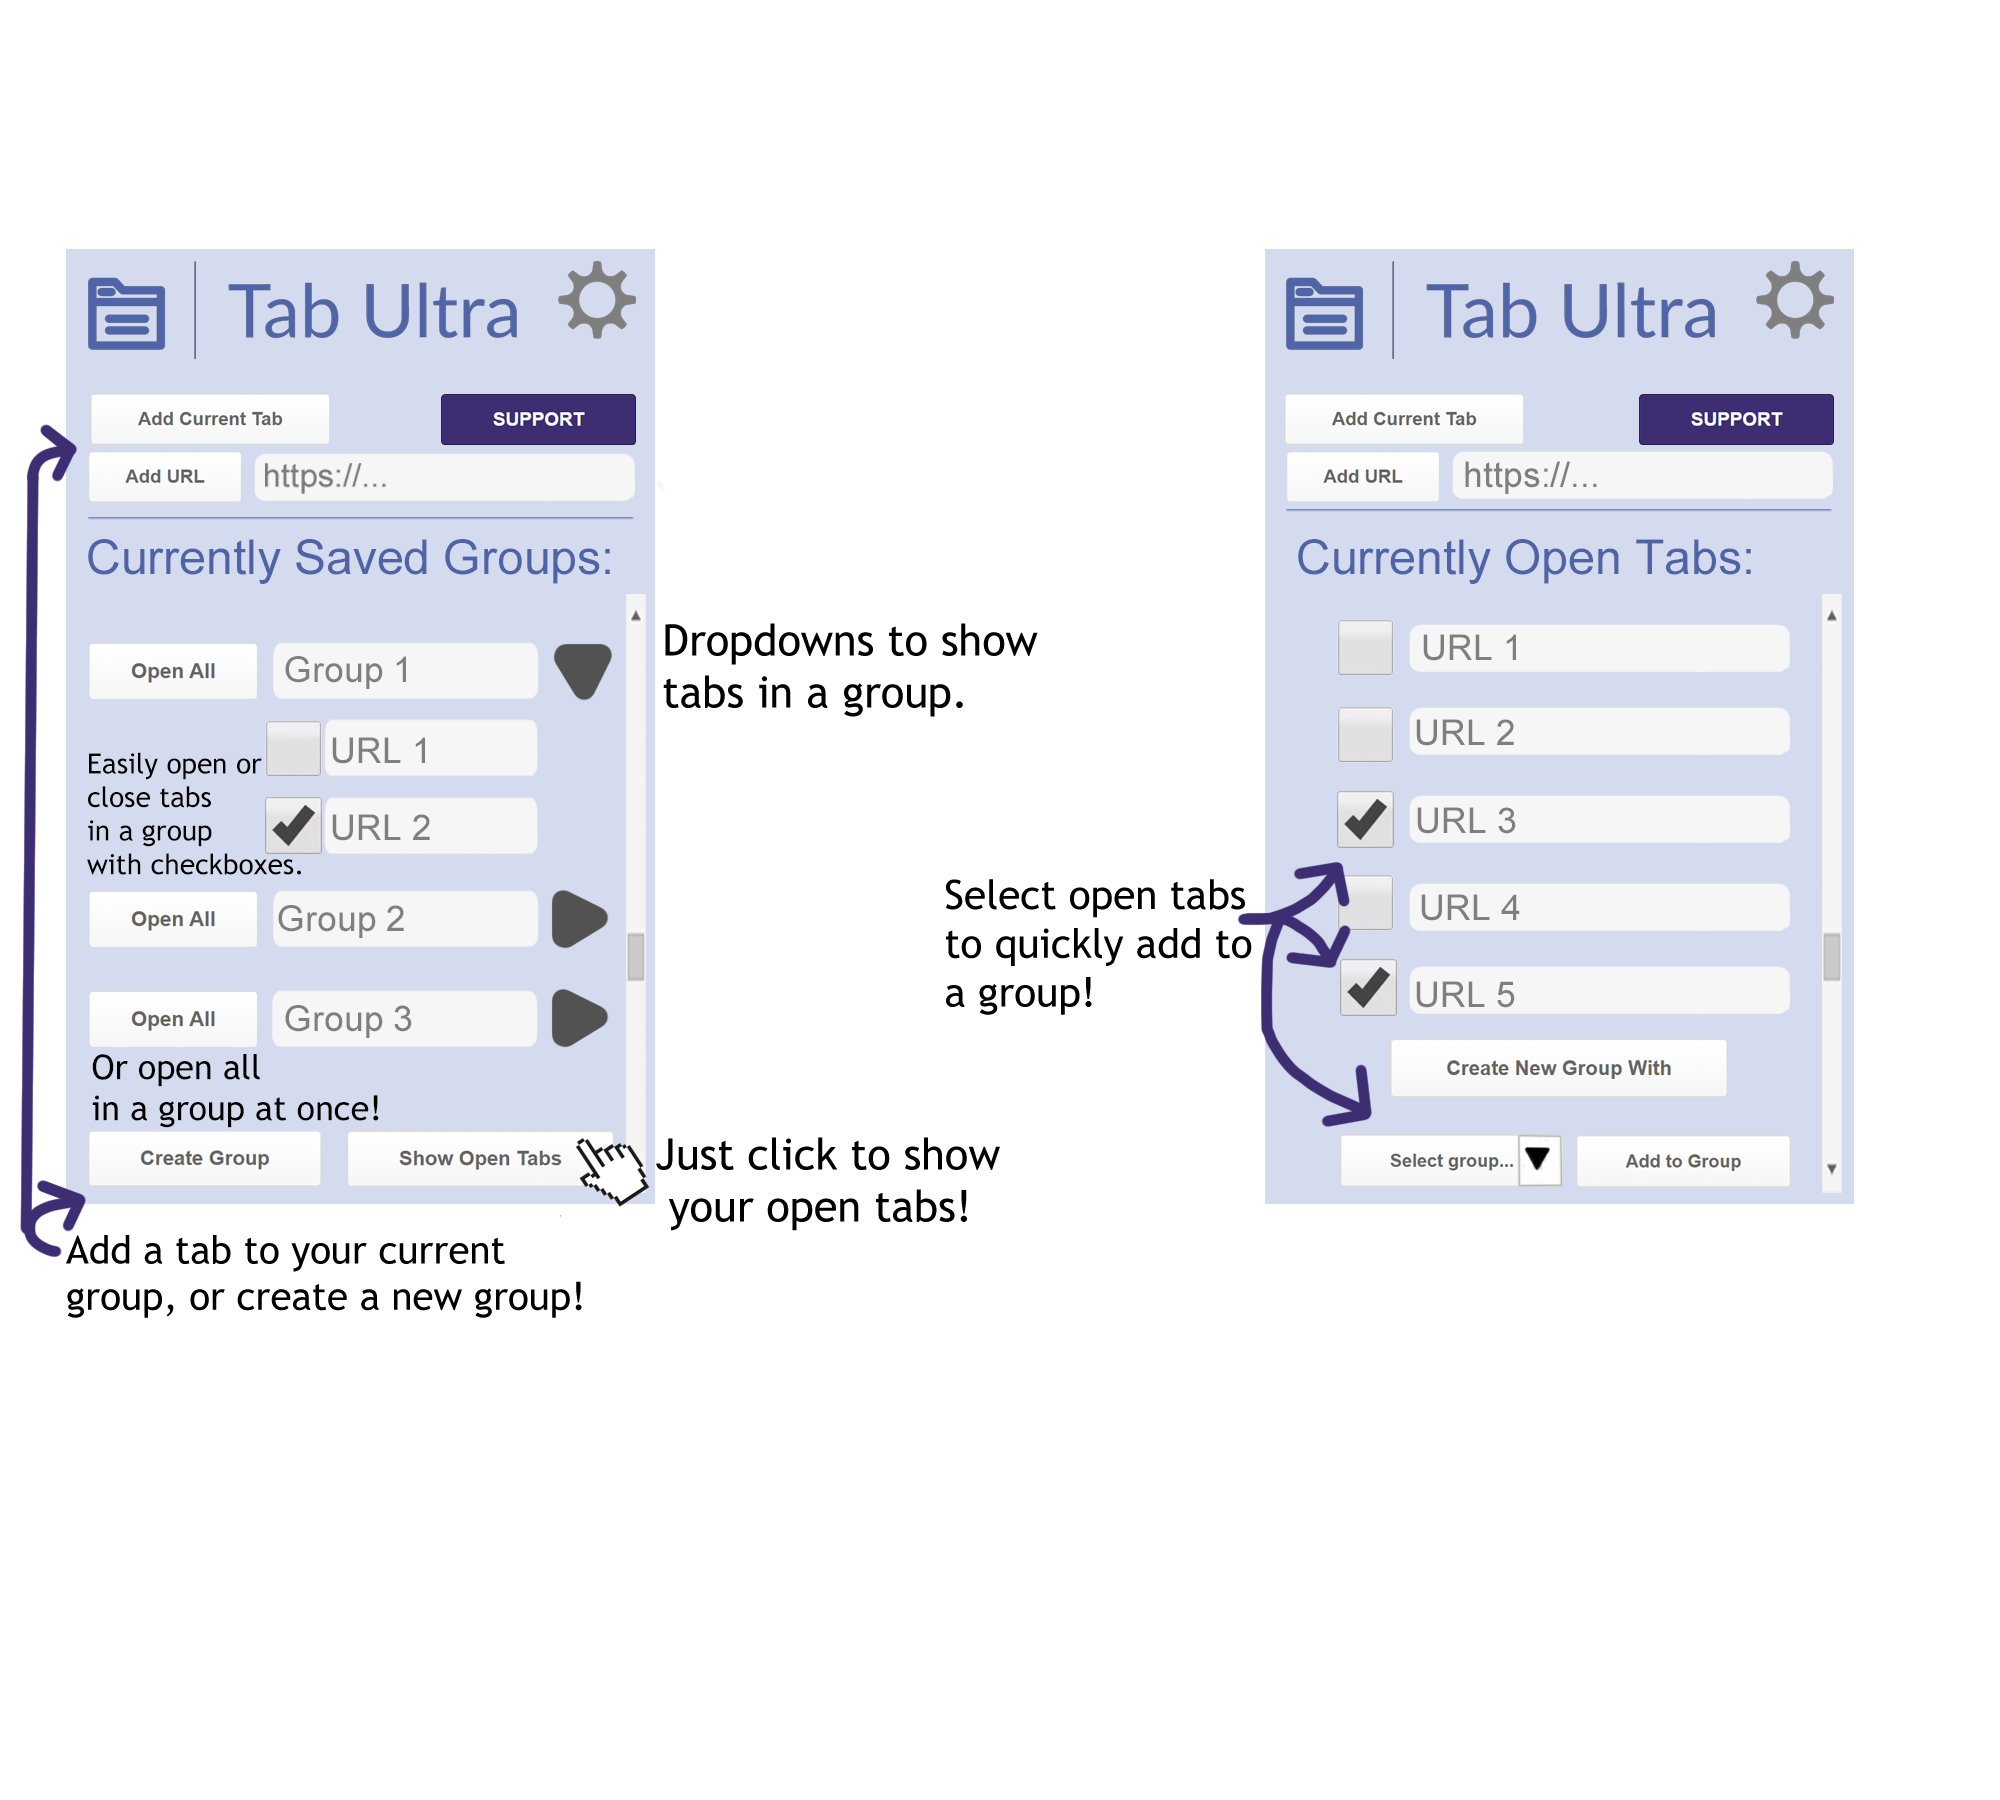 Tab Ultra
Add Current Tab
SUPPORT
Add URL
https://...
Currently Saved Groups:
Open All
Group 1
Dropdowns to show
tabs in a group.
URL 1
Easily open or
close tabs
in a group
with checkboxes.
URL 2
Open All
Group 2
Open All
Group 3
Or open all
in a group at once!
Create Group
Show Open Tabs
Just click to show
your open tabs!
Add a tab to your current
group, or create a new group!
Tab Ultra
Add Current Tab
SUPPORT
Add URL
https://...
Currently Open Tabs:
URL 1
URL 2
URL 3
Select open tabs
to quickly add to
a group!
URL 4
URL 5
Create New Group With
Select group...
Add to Group